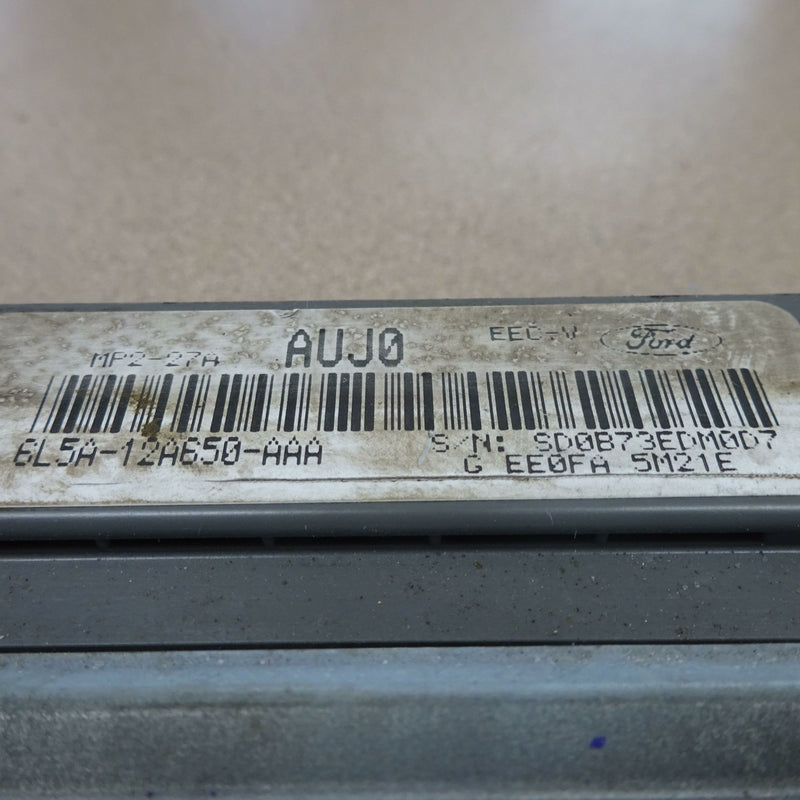 MP2-27A AUJ0 EEC-V Ford
6L5A-12A650-AAA S/N: SD0B73EDM0D7
G EE0FA 5M21E